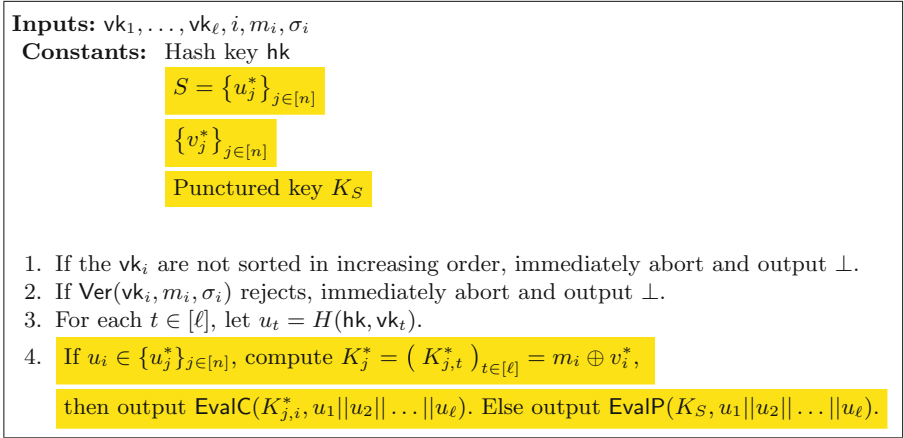 Inputs: vk₁, . . . , vk_ℓ, i, m_i, σ_i
Constants: Hash key hk
S = {u*_j}_{j∈[n]}
{v*_j}_{j∈[n]}
Punctured key K_S
1. If the vk_i are not sorted in increasing order, immediately abort and output ⊥.
2. If Ver(vk_i, m_i, σ_i) rejects, immediately abort and output ⊥.
3. For each t ∈ [ℓ], let u_t = H(hk, vk_t).
4. If u_i ∈ {u*_j}_{j∈[n]}, compute K*_j = ( K*_{j,t} )_{t∈[ℓ]} = m_i ⊕ v*_i,
then output EvalC(K*_{j,i}, u₁||u₂|| . . . ||u_ℓ). Else output EvalP(K_S, u₁||u₂|| . . . ||u_ℓ).